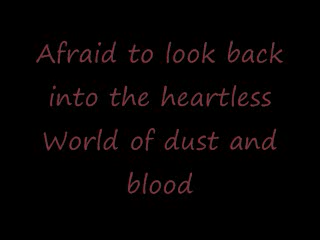 Afraid to look back
into the heartless
World of dust and
blood